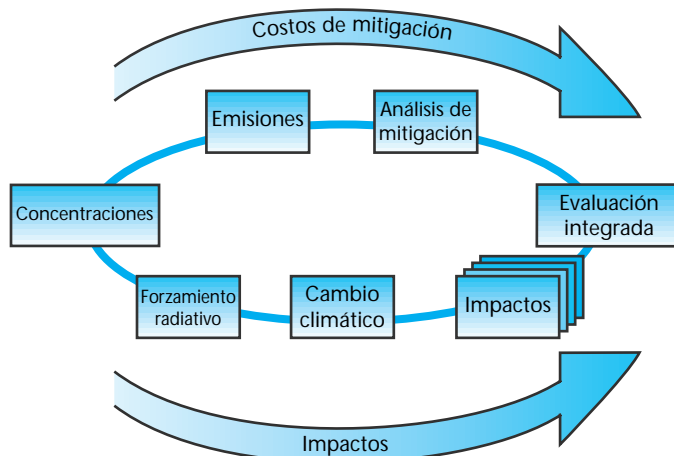 Costos de mitigación
Emisiones
Análisis de
mitigación
Concentraciones
Evaluación
integrada
Forzamiento
radiativo
Cambio
climático
Impactos
Impactos